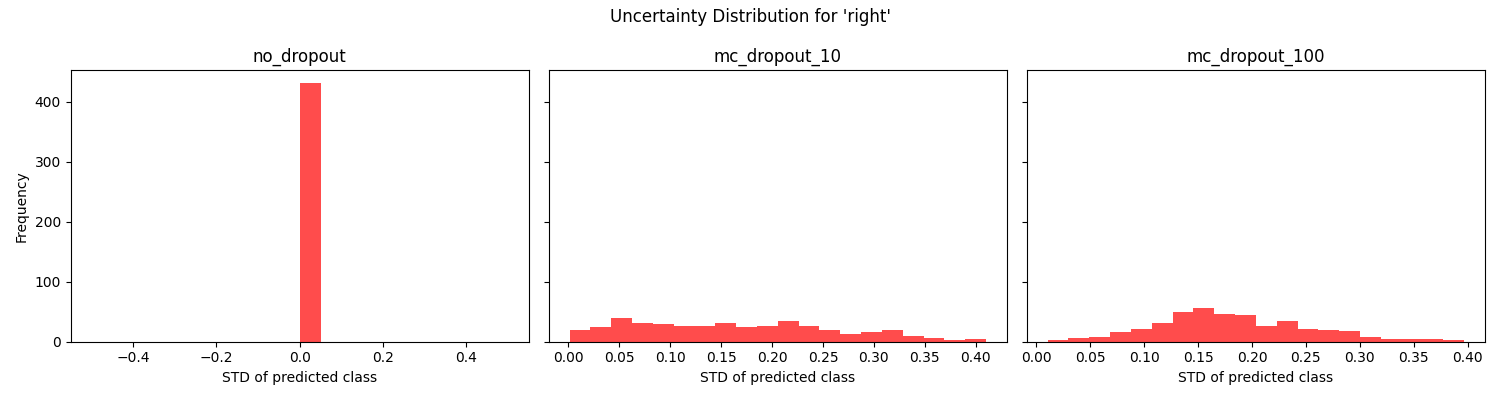 Uncertainty Distribution for 'right'
no_dropout
mc_dropout_10
mc_dropout_100
Frequency
400
300
200
100
0
−0.4 −0.2 0.0 0.2 0.4
0.00 0.05 0.10 0.15 0.20 0.25 0.30 0.35 0.40
0.00 0.05 0.10 0.15 0.20 0.25 0.30 0.35 0.40
STD of predicted class
STD of predicted class
STD of predicted class